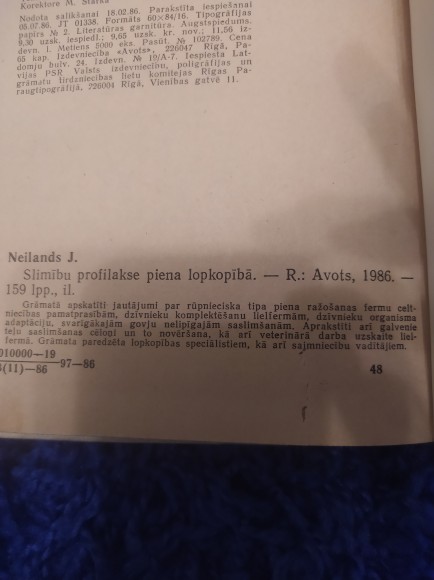 Korektore M. Starka
Nodota salikšanai 18.02.86. Parakstīta iespiešanai
05.07.86. JT 01338. Formāts 60×84/16. Tipogrāfijas
papīrs № 2. Literatūras garnitūra. Augstspiedums.
9,30 uzsk. iespiedl.; 9,65 uzsk. kr. nov.; 11,56 iz-
devn. l. Metiens 5000 eks. Pasūt. № 102789. Cena
65 kap. Izdevniecība «Avots», 226047 Rīgā, Pa-
domju bulv. 24. Izdevn. № 19/A-7. Iespiesta Lat-
vijas PSR Valsts izdevniecību, poligrāfijas un
grāmatu tirdzniecības lietu komitejas Rīgas Pa-
raugtipogrāfijā, 226004 Rīgā, Vienības gatvē 11.
Neilands J.
Slimību profilakse piena lopkopībā. — R.: Avots, 1986. —
159 lpp., il.
Grāmatā apskatīti jautājumi par rūpnieciska tipa piena ražošanas fermu celt-
niecības pamatprasībām, dzīvnieku komplektēšanu lielfermām, dzīvnieku organisma
adaptāciju, svarīgākajām govju nelipīgajām saslimšanām. Aprakstīti arī galvenie
teļu saslimšanas cēloņi un to novēršana, kā arī veterinārā darba uzskaite liel-
fermā. Grāmata paredzēta lopkopības speciālistiem, kā arī saimniecību vadītājiem.
010000—19
(11)—86 97—86
48